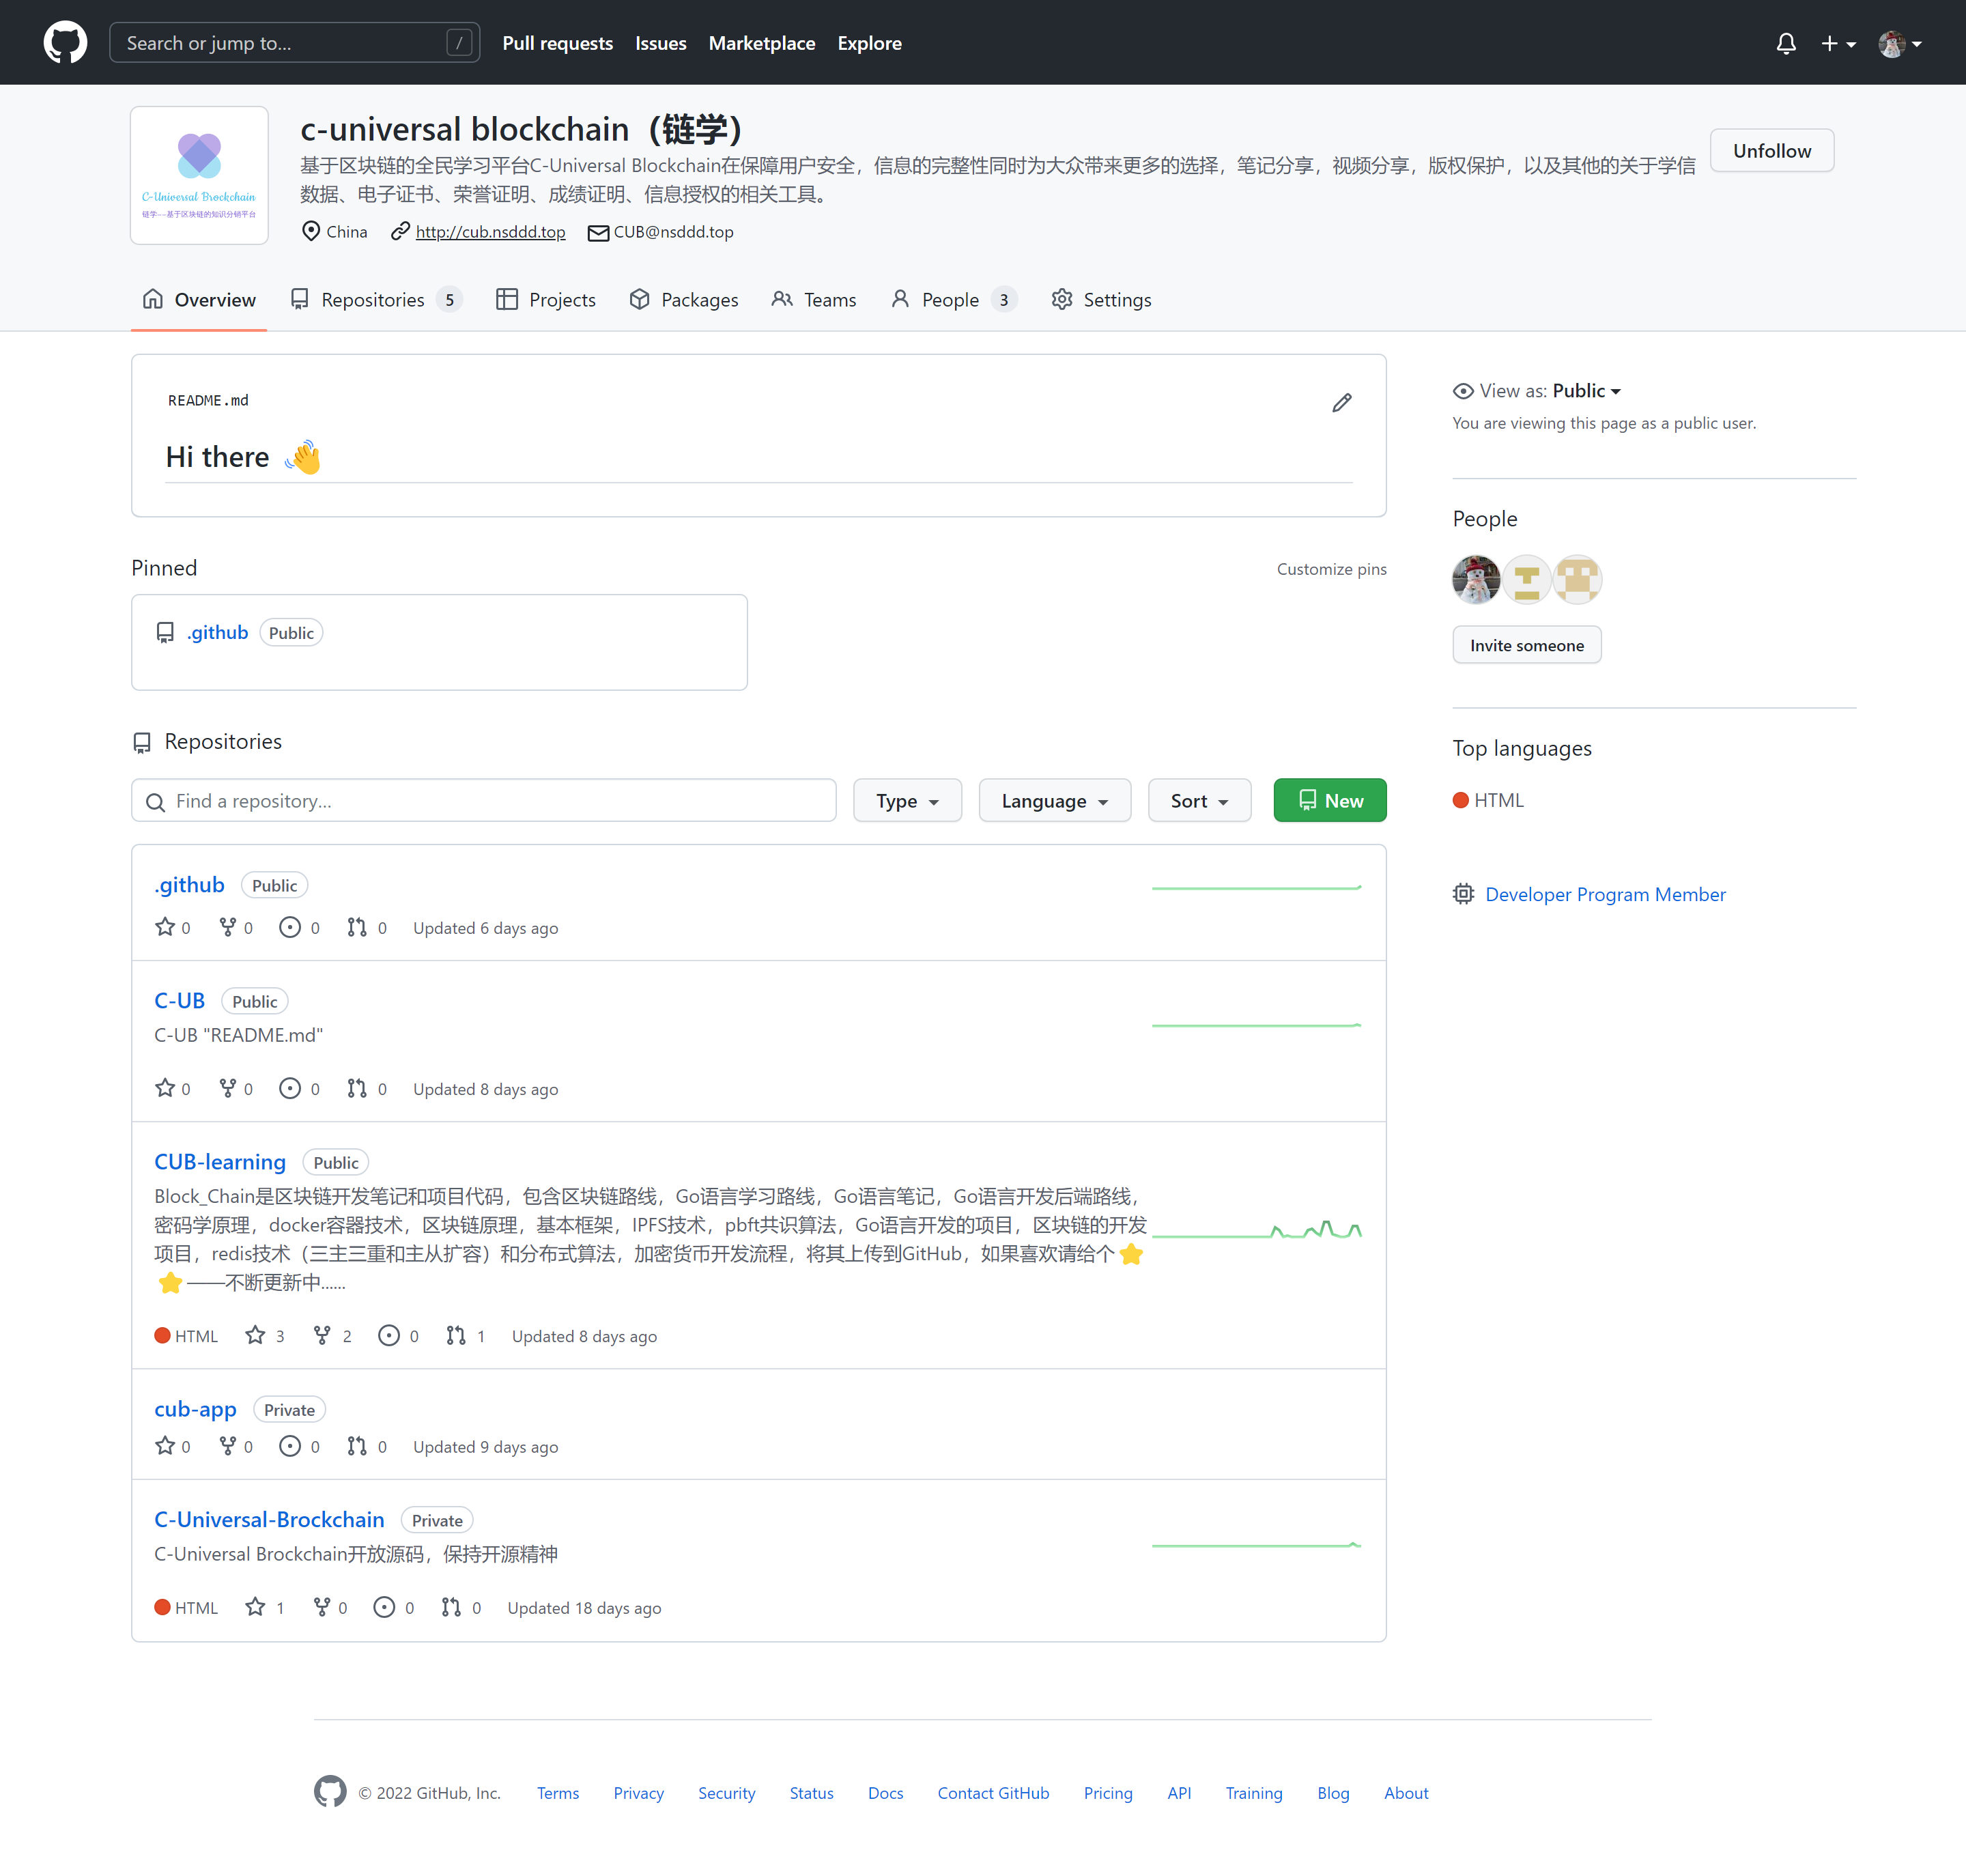 Search or jump to...
/
Pull requests
Issues
Marketplace
Explore
C-Universal Brockchain
链学——基于区块链的知识分销平台
c-universal blockchain（链学）
基于区块链的全民学习平台C-Universal Blockchain在保障用户安全，信息的完整性同时为大众带来更多的选择，笔记分享，视频分享，版权保护，以及其他的关于学信
数据、电子证书、荣誉证明、成绩证明、信息授权的相关工具。
China
http://cub.nsddd.top
CUB@nsddd.top
Unfollow
Overview
Repositories 5
Projects
Packages
Teams
People 3
Settings
README.md
Hi there 👋
View as: Public
You are viewing this page as a public user.
People
Invite someone
Top languages
HTML
Developer Program Member
Pinned
Customize pins
.github Public
Repositories
Find a repository...
Type
Language
Sort
New
.github Public
0 0 0 0 Updated 6 days ago
C-UB Public
C-UB "README.md"
0 0 0 0 Updated 8 days ago
CUB-learning Public
Block_Chain是区块链开发笔记和项目代码，包含区块链路线，Go语言学习路线，Go语言笔记，Go语言开发后端路线，
密码学原理，docker容器技术，区块链原理，基本框架，IPFS技术，pbft共识算法，Go语言开发的项目，区块链的开发
项目，redis技术（三主三重和主从扩容）和分布式算法，加密货币开发流程，将其上传到GitHub，如果喜欢请给个⭐
⭐——不断更新中......
HTML 3 2 0 1 Updated 8 days ago
cub-app Private
0 0 0 0 Updated 9 days ago
C-Universal-Brockchain Private
C-Universal Brockchain开放源码，保持开源精神
HTML 1 0 0 0 Updated 18 days ago
© 2022 GitHub, Inc.
Terms
Privacy
Security
Status
Docs
Contact GitHub
Pricing
API
Training
Blog
About